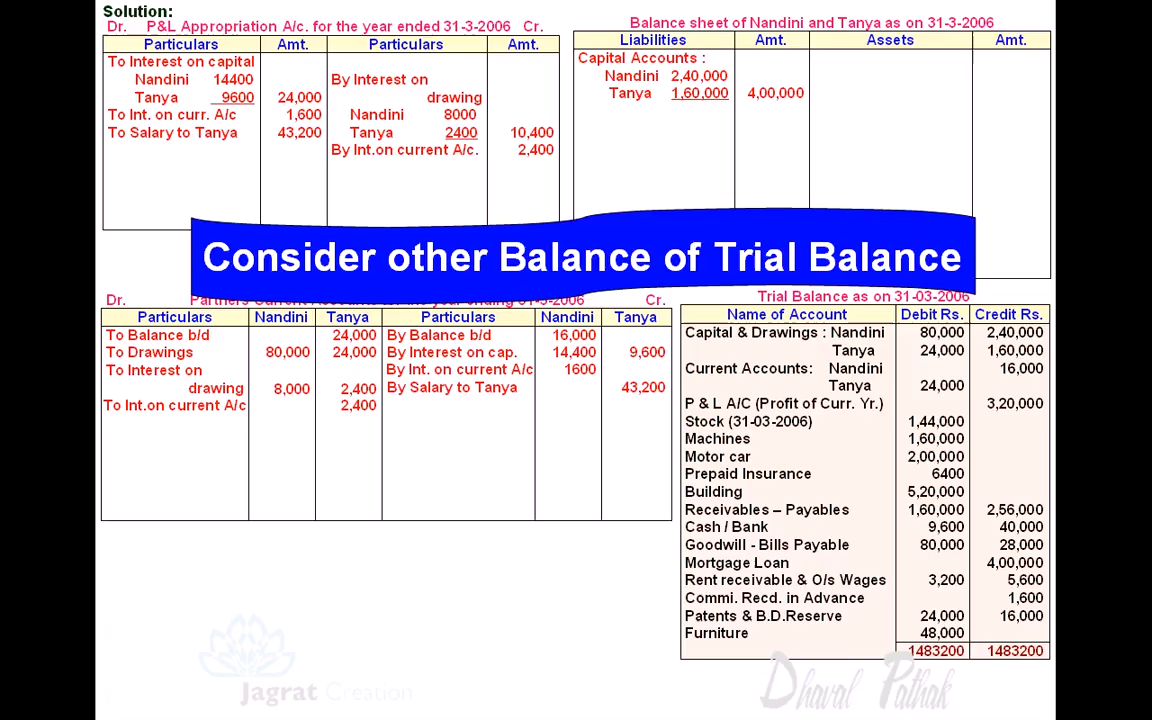 Solution:
Dr. P&L Appropriation A/c. for the year ended 31-3-2006 Cr.
Particulars Amt. Particulars Amt.
To Interest on capital
Nandini 14400 By Interest on
Tanya 9600 24,000 drawing
To Int. on curr. A/c 1,600 Nandini 8000
To Salary to Tanya 43,200 Tanya 2400 10,400
By Int.on current A/c. 2,400
Balance sheet of Nandini and Tanya as on 31-3-2006
Liabilities Amt. Assets Amt.
Capital Accounts :
Nandini 2,40,000
Tanya 1,60,000 4,00,000
Consider other Balance of Trial Balance
Dr. Partners Current Accounts for the year ending 31-3-2006 Cr.
Particulars Nandini Tanya Particulars Nandini Tanya
To Balance b/d 24,000 By Balance b/d 16,000
To Drawings 80,000 24,000 By Interest on cap. 14,400 9,600
To Interest on By Int. on current A/c 1600
drawing 8,000 2,400 By Salary to Tanya 43,200
To Int.on current A/c 2,400
Trial Balance as on 31-03-2006
Name of Account Debit Rs. Credit Rs.
Capital & Drawings : Nandini 80,000 2,40,000
Tanya 24,000 1,60,000
Current Accounts: Nandini 16,000
Tanya 24,000
P & L A/C (Profit of Curr. Yr.) 3,20,000
Stock (31-03-2006) 1,44,000
Machines 1,60,000
Motor car 2,00,000
Prepaid Insurance 6400
Building 5,20,000
Receivables – Payables 1,60,000 2,56,000
Cash / Bank 9,600 40,000
Goodwill - Bills Payable 80,000 28,000
Mortgage Loan 4,00,000
Rent receivable & O/s Wages 3,200 5,600
Commi. Recd. in Advance 1,600
Patents & B.D.Reserve 24,000 16,000
Furniture 48,000
1483200 1483200
Jagrat Creation
Dhaval Pathak